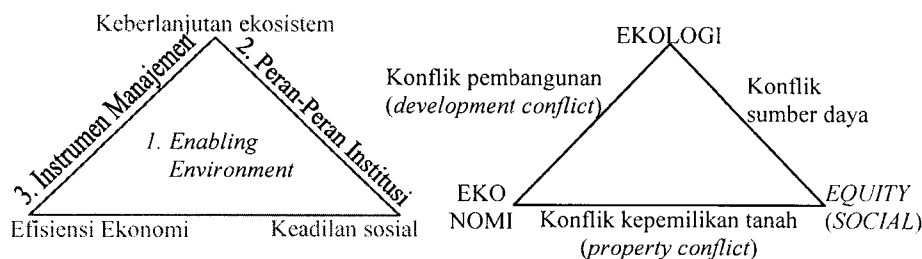 Keberlanjutan ekosistem
3. Instrumen Manajemen
2. Peran-Peran Institusi
1. Enabling
Environment
Efisiensi Ekonomi
Keadilan sosial
EKOLOGI
Konflik pembangunan
(development conflict)
Konflik
sumber daya
EKO
NOMI
EQUITY
(SOCIAL)
Konflik kepemilikan tanah
(property conflict)